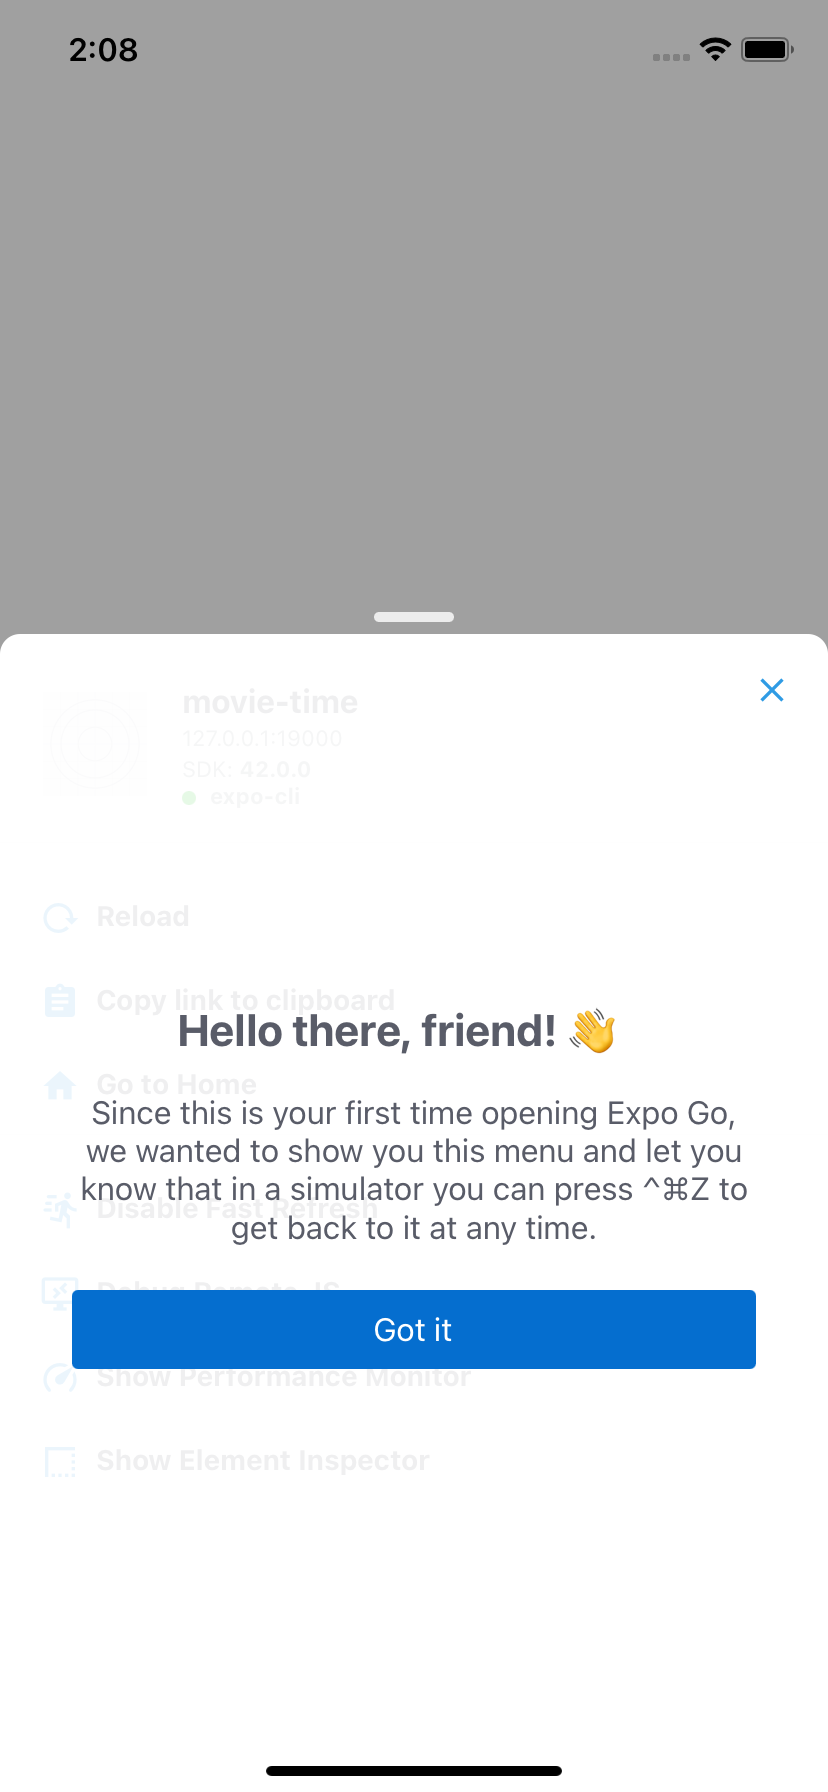 2:08
movie-time
127.0.0.1:19000
SDK: 42.0.0
expo-cli
Reload
Copy link to clipboard
Hello there, friend! 👋
Go to Home
Since this is your first time opening Expo Go,
we wanted to show you this menu and let you
know that in a simulator you can press ^⌘Z to
Disable Fast Refresh
get back to it at any time.
Debug Remote JS
Got it
Show Performance Monitor
Show Element Inspector